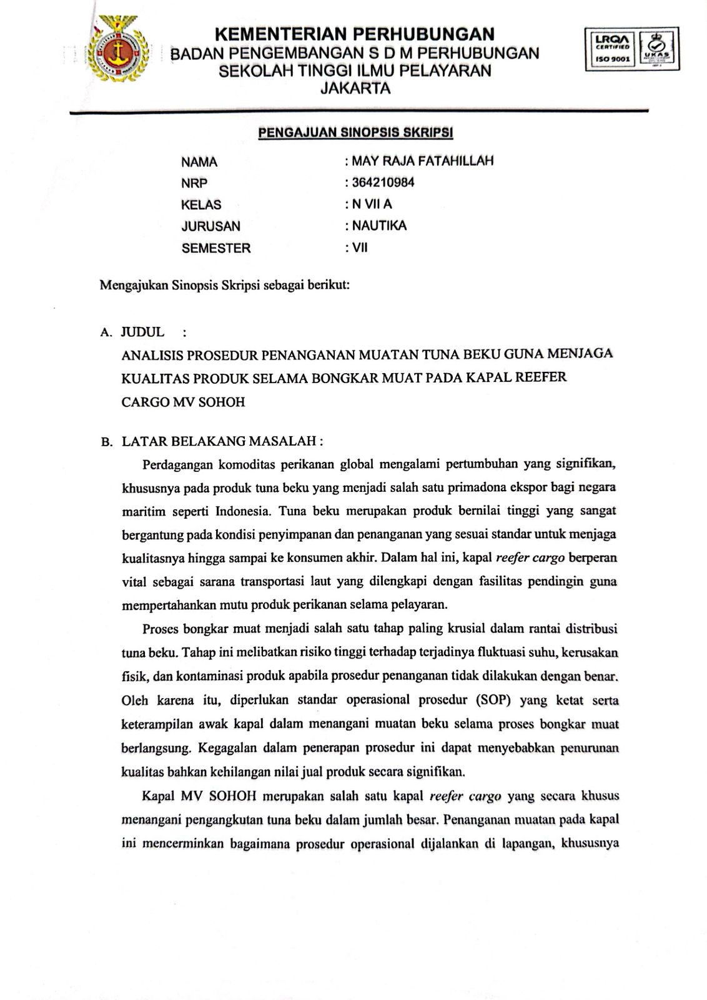 KEMENTERIAN PERHUBUNGAN
BADAN PENGEMBANGAN S D M PERHUBUNGAN
SEKOLAH TINGGI ILMU PELAYARAN
JAKARTA
LRQA
CERTIFIED
ISO 9001
UKAS
PENGAJUAN SINOPSIS SKRIPSI
NAMA : MAY RAJA FATAHILLAH
NRP : 364210984
KELAS : N VII A
JURUSAN : NAUTIKA
SEMESTER : VII
Mengajukan Sinopsis Skripsi sebagai berikut:
A. JUDUL :
ANALISIS PROSEDUR PENANGANAN MUATAN TUNA BEKU GUNA MENJAGA
KUALITAS PRODUK SELAMA BONGKAR MUAT PADA KAPAL REEFER
CARGO MV SOHOH
B. LATAR BELAKANG MASALAH :
Perdagangan komoditas perikanan global mengalami pertumbuhan yang signifikan,
khususnya pada produk tuna beku yang menjadi salah satu primadona ekspor bagi negara
maritim seperti Indonesia. Tuna beku merupakan produk bernilai tinggi yang sangat
bergantung pada kondisi penyimpanan dan penanganan yang sesuai standar untuk menjaga
kualitasnya hingga sampai ke konsumen akhir. Dalam hal ini, kapal reefer cargo berperan
vital sebagai sarana transportasi laut yang dilengkapi dengan fasilitas pendingin guna
mempertahankan mutu produk perikanan selama pelayaran.
Proses bongkar muat menjadi salah satu tahap paling krusial dalam rantai distribusi
tuna beku. Tahap ini melibatkan risiko tinggi terhadap terjadinya fluktuasi suhu, kerusakan
fisik, dan kontaminasi produk apabila prosedur penanganan tidak dilakukan dengan benar.
Oleh karena itu, diperlukan standar operasional prosedur (SOP) yang ketat serta
keterampilan awak kapal dalam menangani muatan beku selama proses bongkar muat
berlangsung. Kegagalan dalam penerapan prosedur ini dapat menyebabkan penurunan
kualitas bahkan kehilangan nilai jual produk secara signifikan.
Kapal MV SOHOH merupakan salah satu kapal reefer cargo yang secara khusus
menangani pengangkutan tuna beku dalam jumlah besar. Penanganan muatan pada kapal
ini mencerminkan bagaimana prosedur operasional dijalankan di lapangan, khususnya